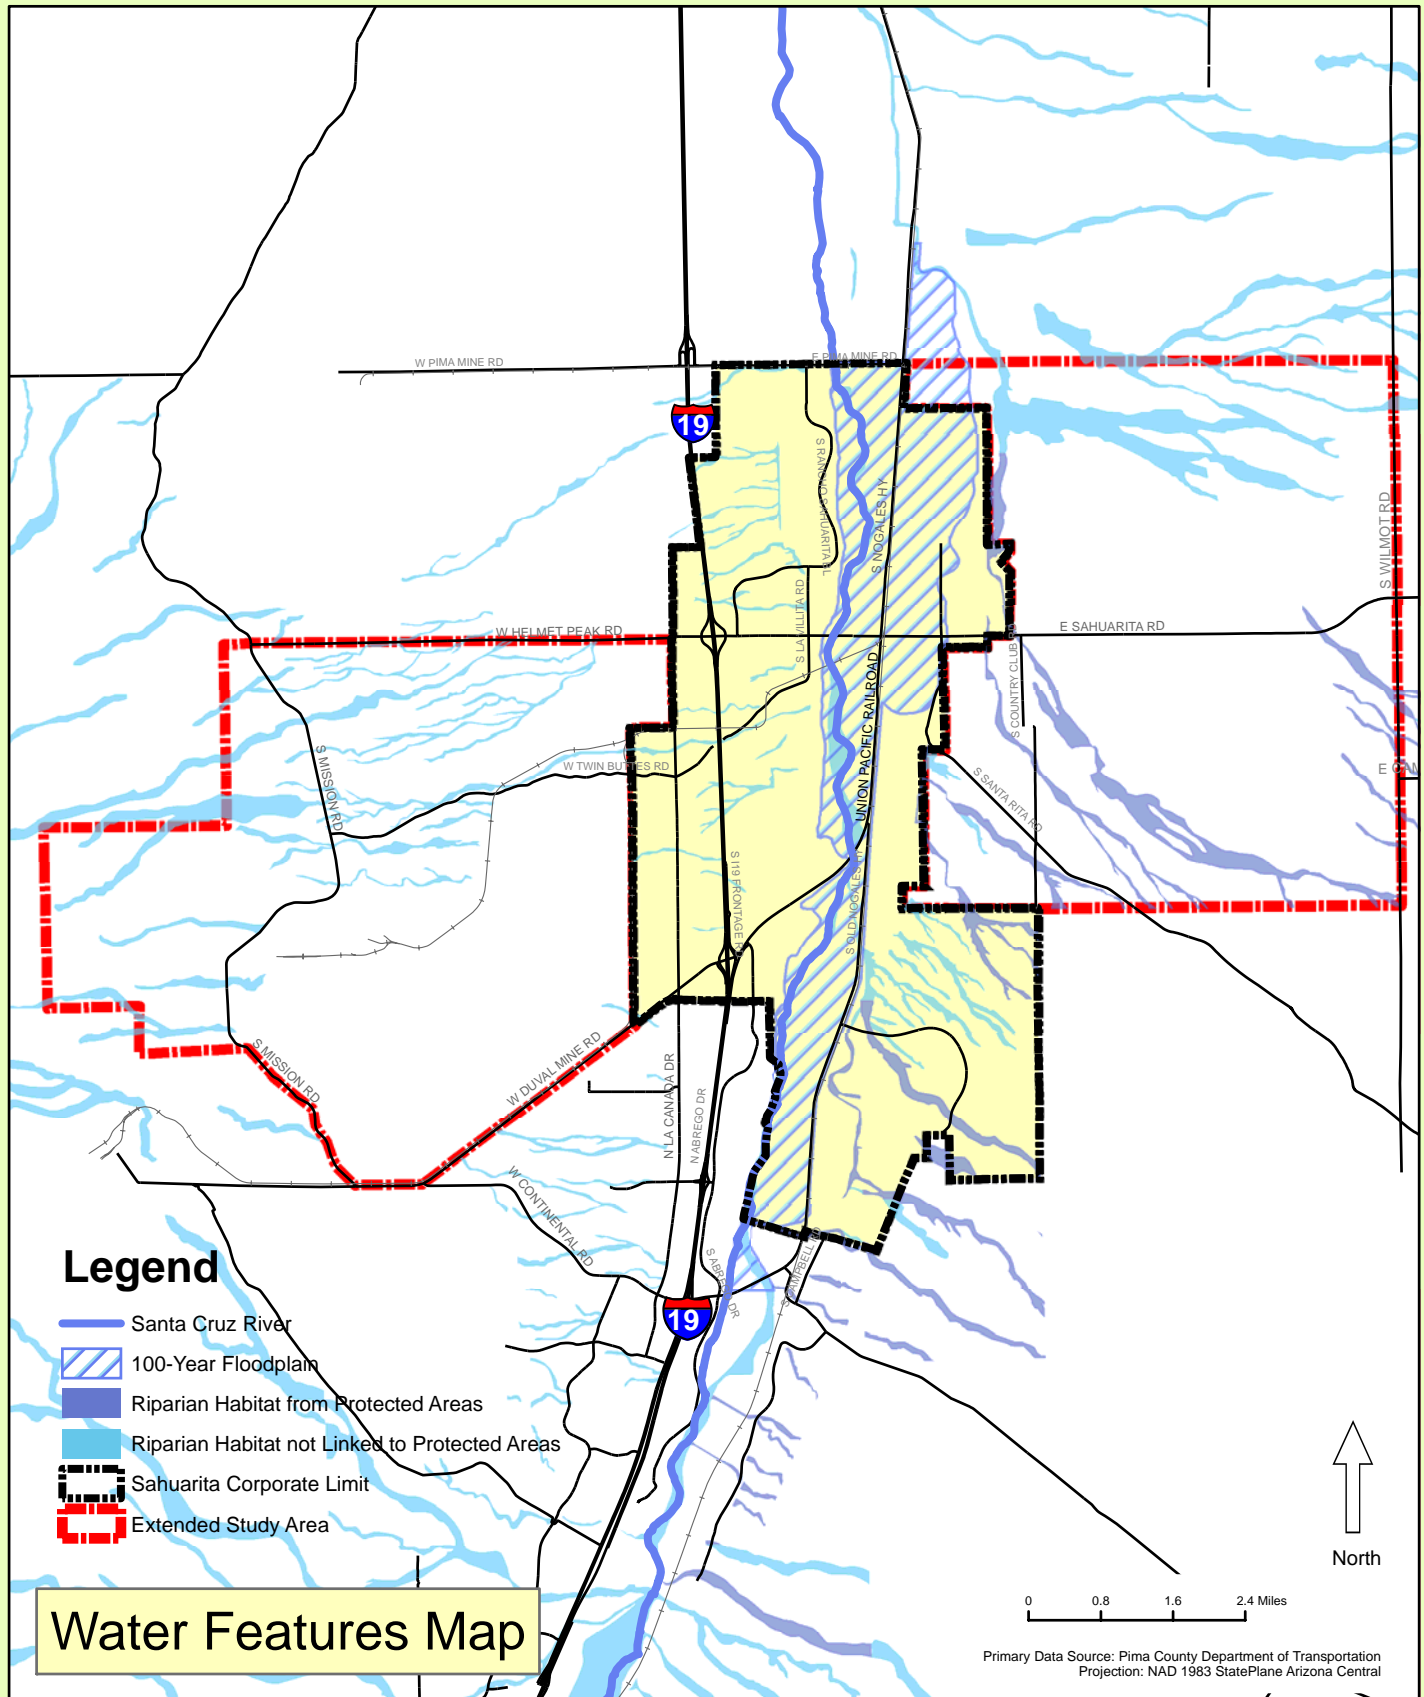 W PIMA MINE RD
E PIMA MINE RD
19
S RANCHO SAHUARITA BL
S NOGALES HY
S WILMOT RD
S LA VILLITA RD
W HELMET PEAK RD
E SAHUARITA RD
S COUNTRY CLUB RD
UNION PACIFIC RAILROAD
S MISSION RD
W TWIN BUTTES RD
S SANTA RITA RD
S I19 FRONTAGE RD
S OLD NOGALES HY
S MISSION RD
W DUVAL MINE RD
N LA CANADA DR
N ABREGO DR
W CONTINENTAL RD
S ABREGO DR
S CAMPBELL RD
19
Legend
Santa Cruz River
100-Year Floodplain
Riparian Habitat from Protected Areas
Riparian Habitat not Linked to Protected Areas
Sahuarita Corporate Limit
Extended Study Area
North
Water Features Map
0 0.8 1.6 2.4 Miles
Primary Data Source: Pima County Department of Transportation
Projection: NAD 1983 StatePlane Arizona Central